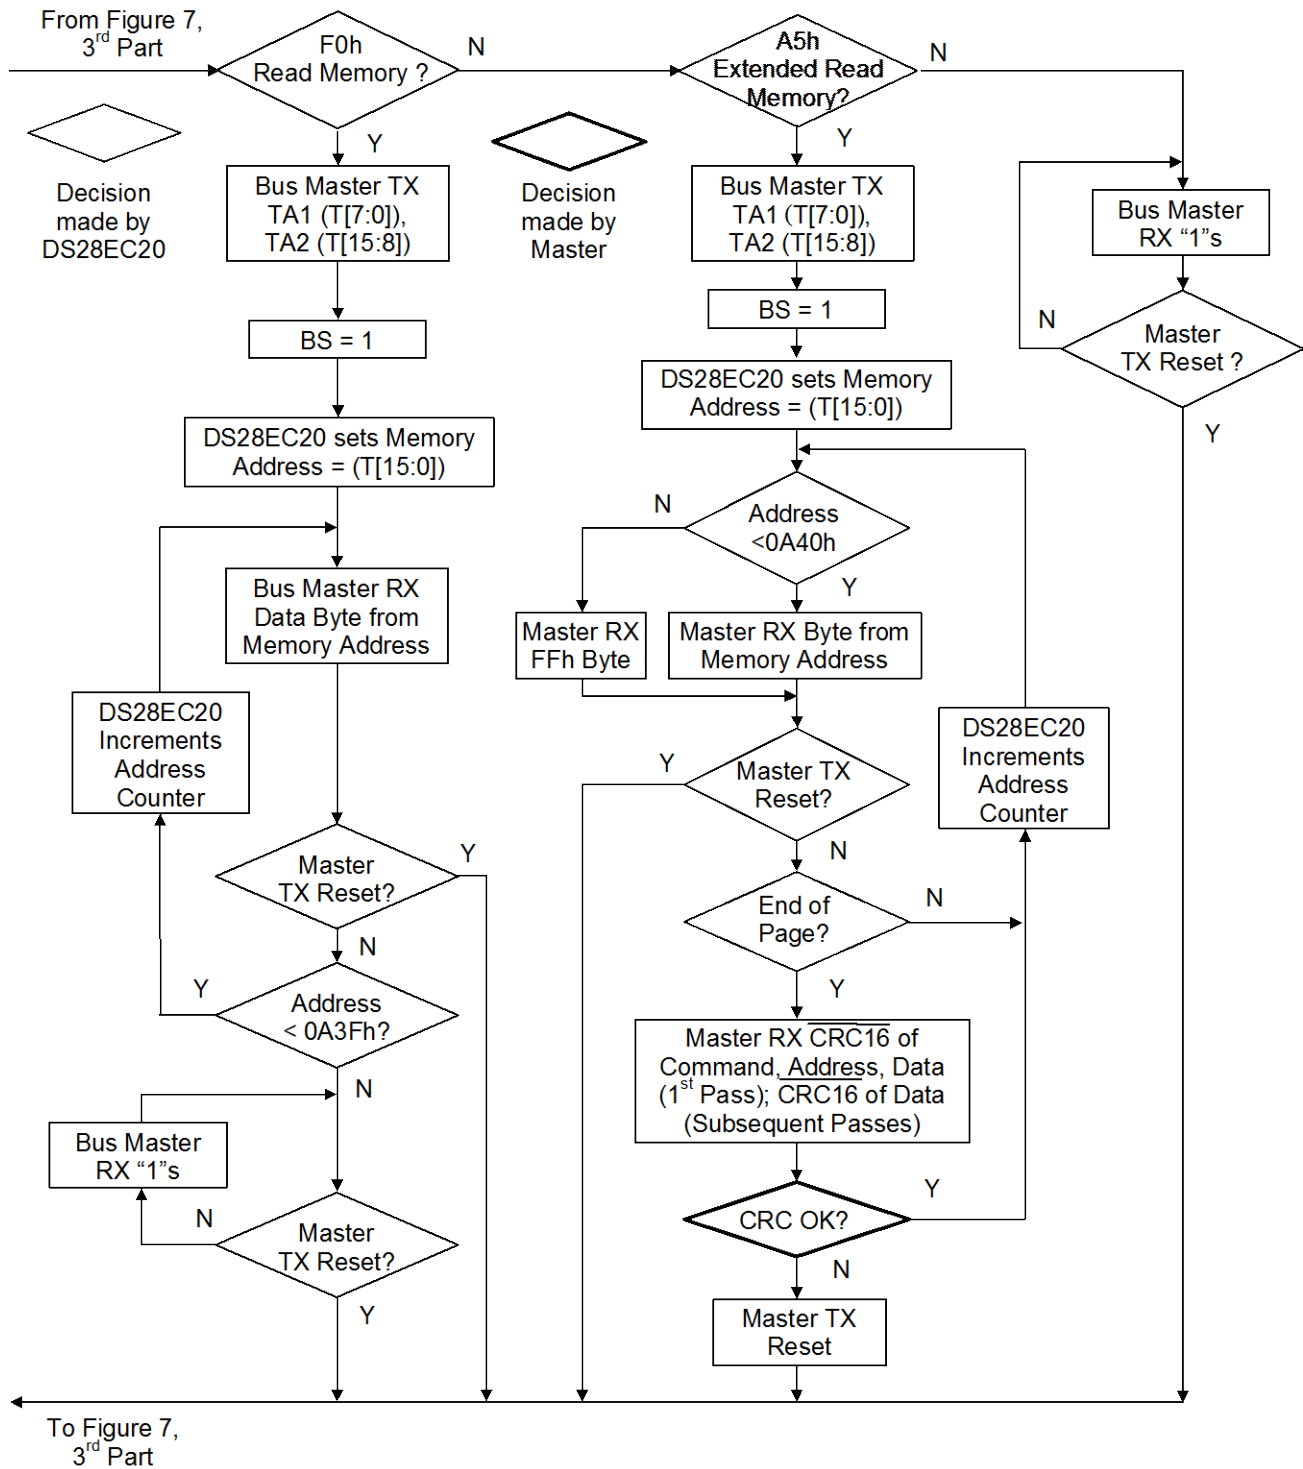 From Figure 7,
3rd Part
F0h
Read Memory ?
N
A5h
Extended Read
Memory?
N
Y
Y
Decision
made by
DS28EC20
Decision
made by
Master
Bus Master TX
TA1 (T[7:0]),
TA2 (T[15:8])
Bus Master TX
TA1 (T[7:0]),
TA2 (T[15:8])
Bus Master
RX “1”s
BS = 1
BS = 1
N
Master
TX Reset ?
Y
DS28EC20 sets Memory
Address = (T[15:0])
DS28EC20 sets Memory
Address = (T[15:0])
N
Address
<0A40h
Y
Bus Master RX
Data Byte from
Memory Address
Master RX
FFh Byte
Master RX Byte from
Memory Address
DS28EC20
Increments
Address
Counter
Y
Master TX
Reset?
N
DS28EC20
Increments
Address
Counter
Master
TX Reset?
Y
N
End of
Page?
N
Y
Y
Address
< 0A3Fh?
N
Master RX CRC16 of
Command, Address, Data
(1st Pass); CRC16 of Data
(Subsequent Passes)
Bus Master
RX “1”s
N
Master
TX Reset?
Y
CRC OK?
Y
N
Master TX
Reset
To Figure 7,
3rd Part